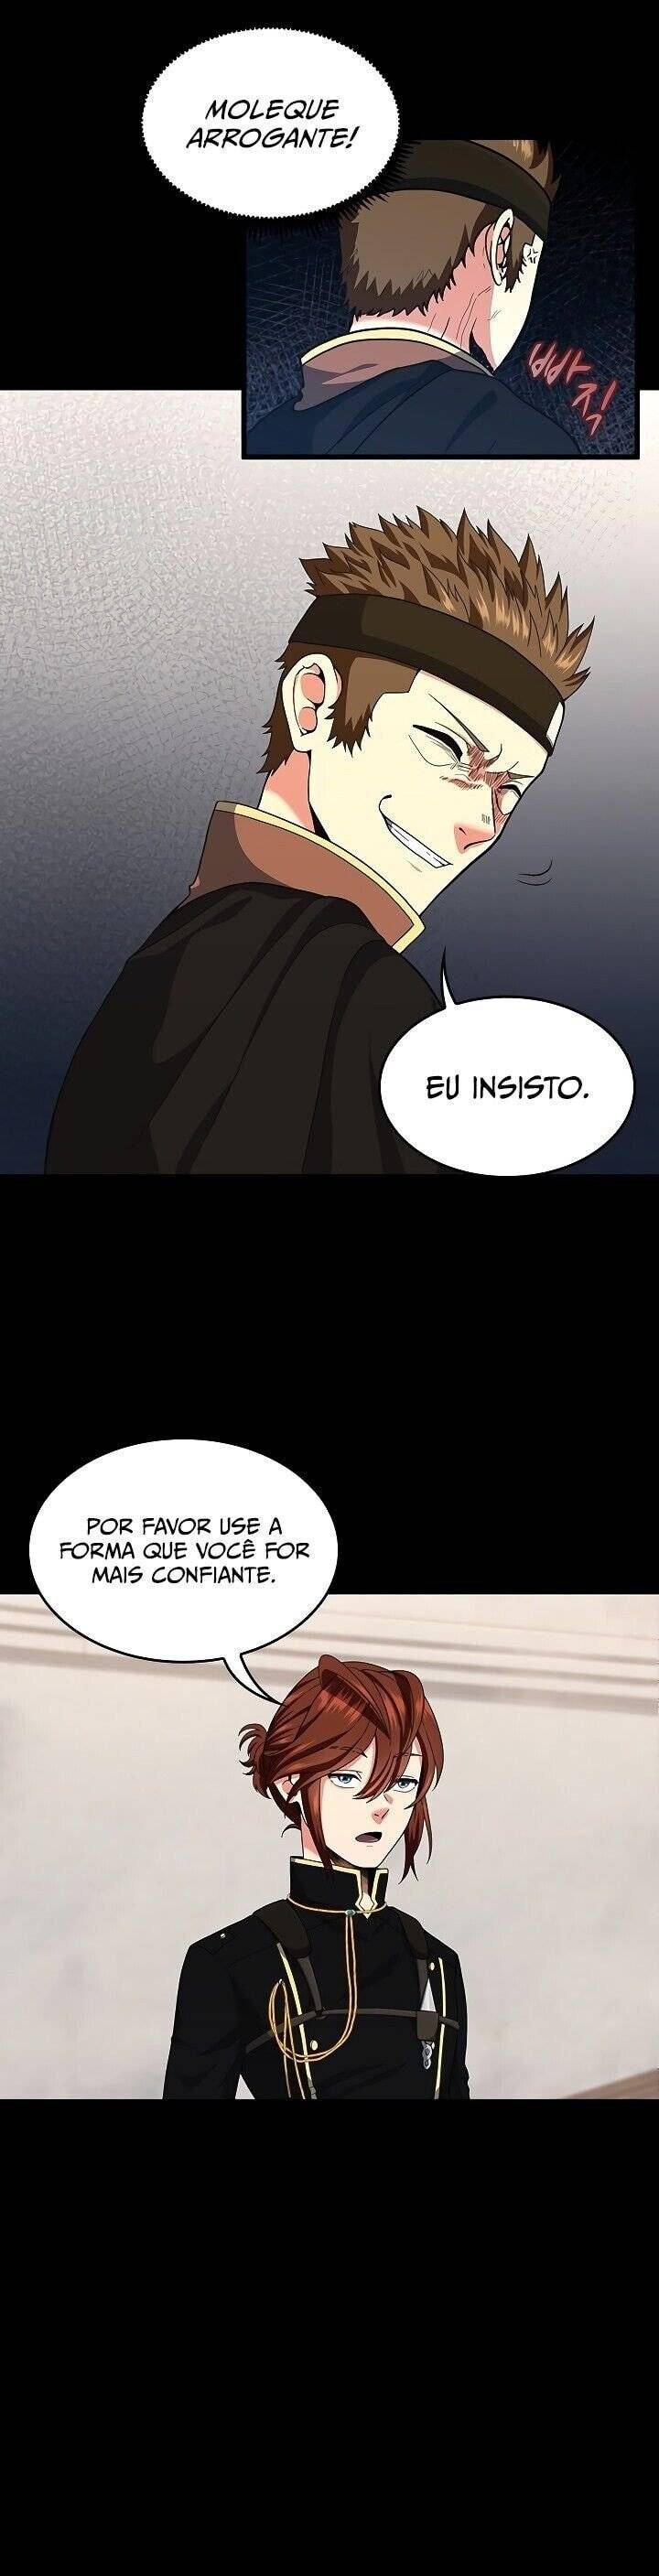 MOLEQUE
ARROGANTE!
빠
직!
EU INSISTO.
POR FAVOR USE A
FORMA QUE VOCÊ FOR
MAIS CONFIANTE.